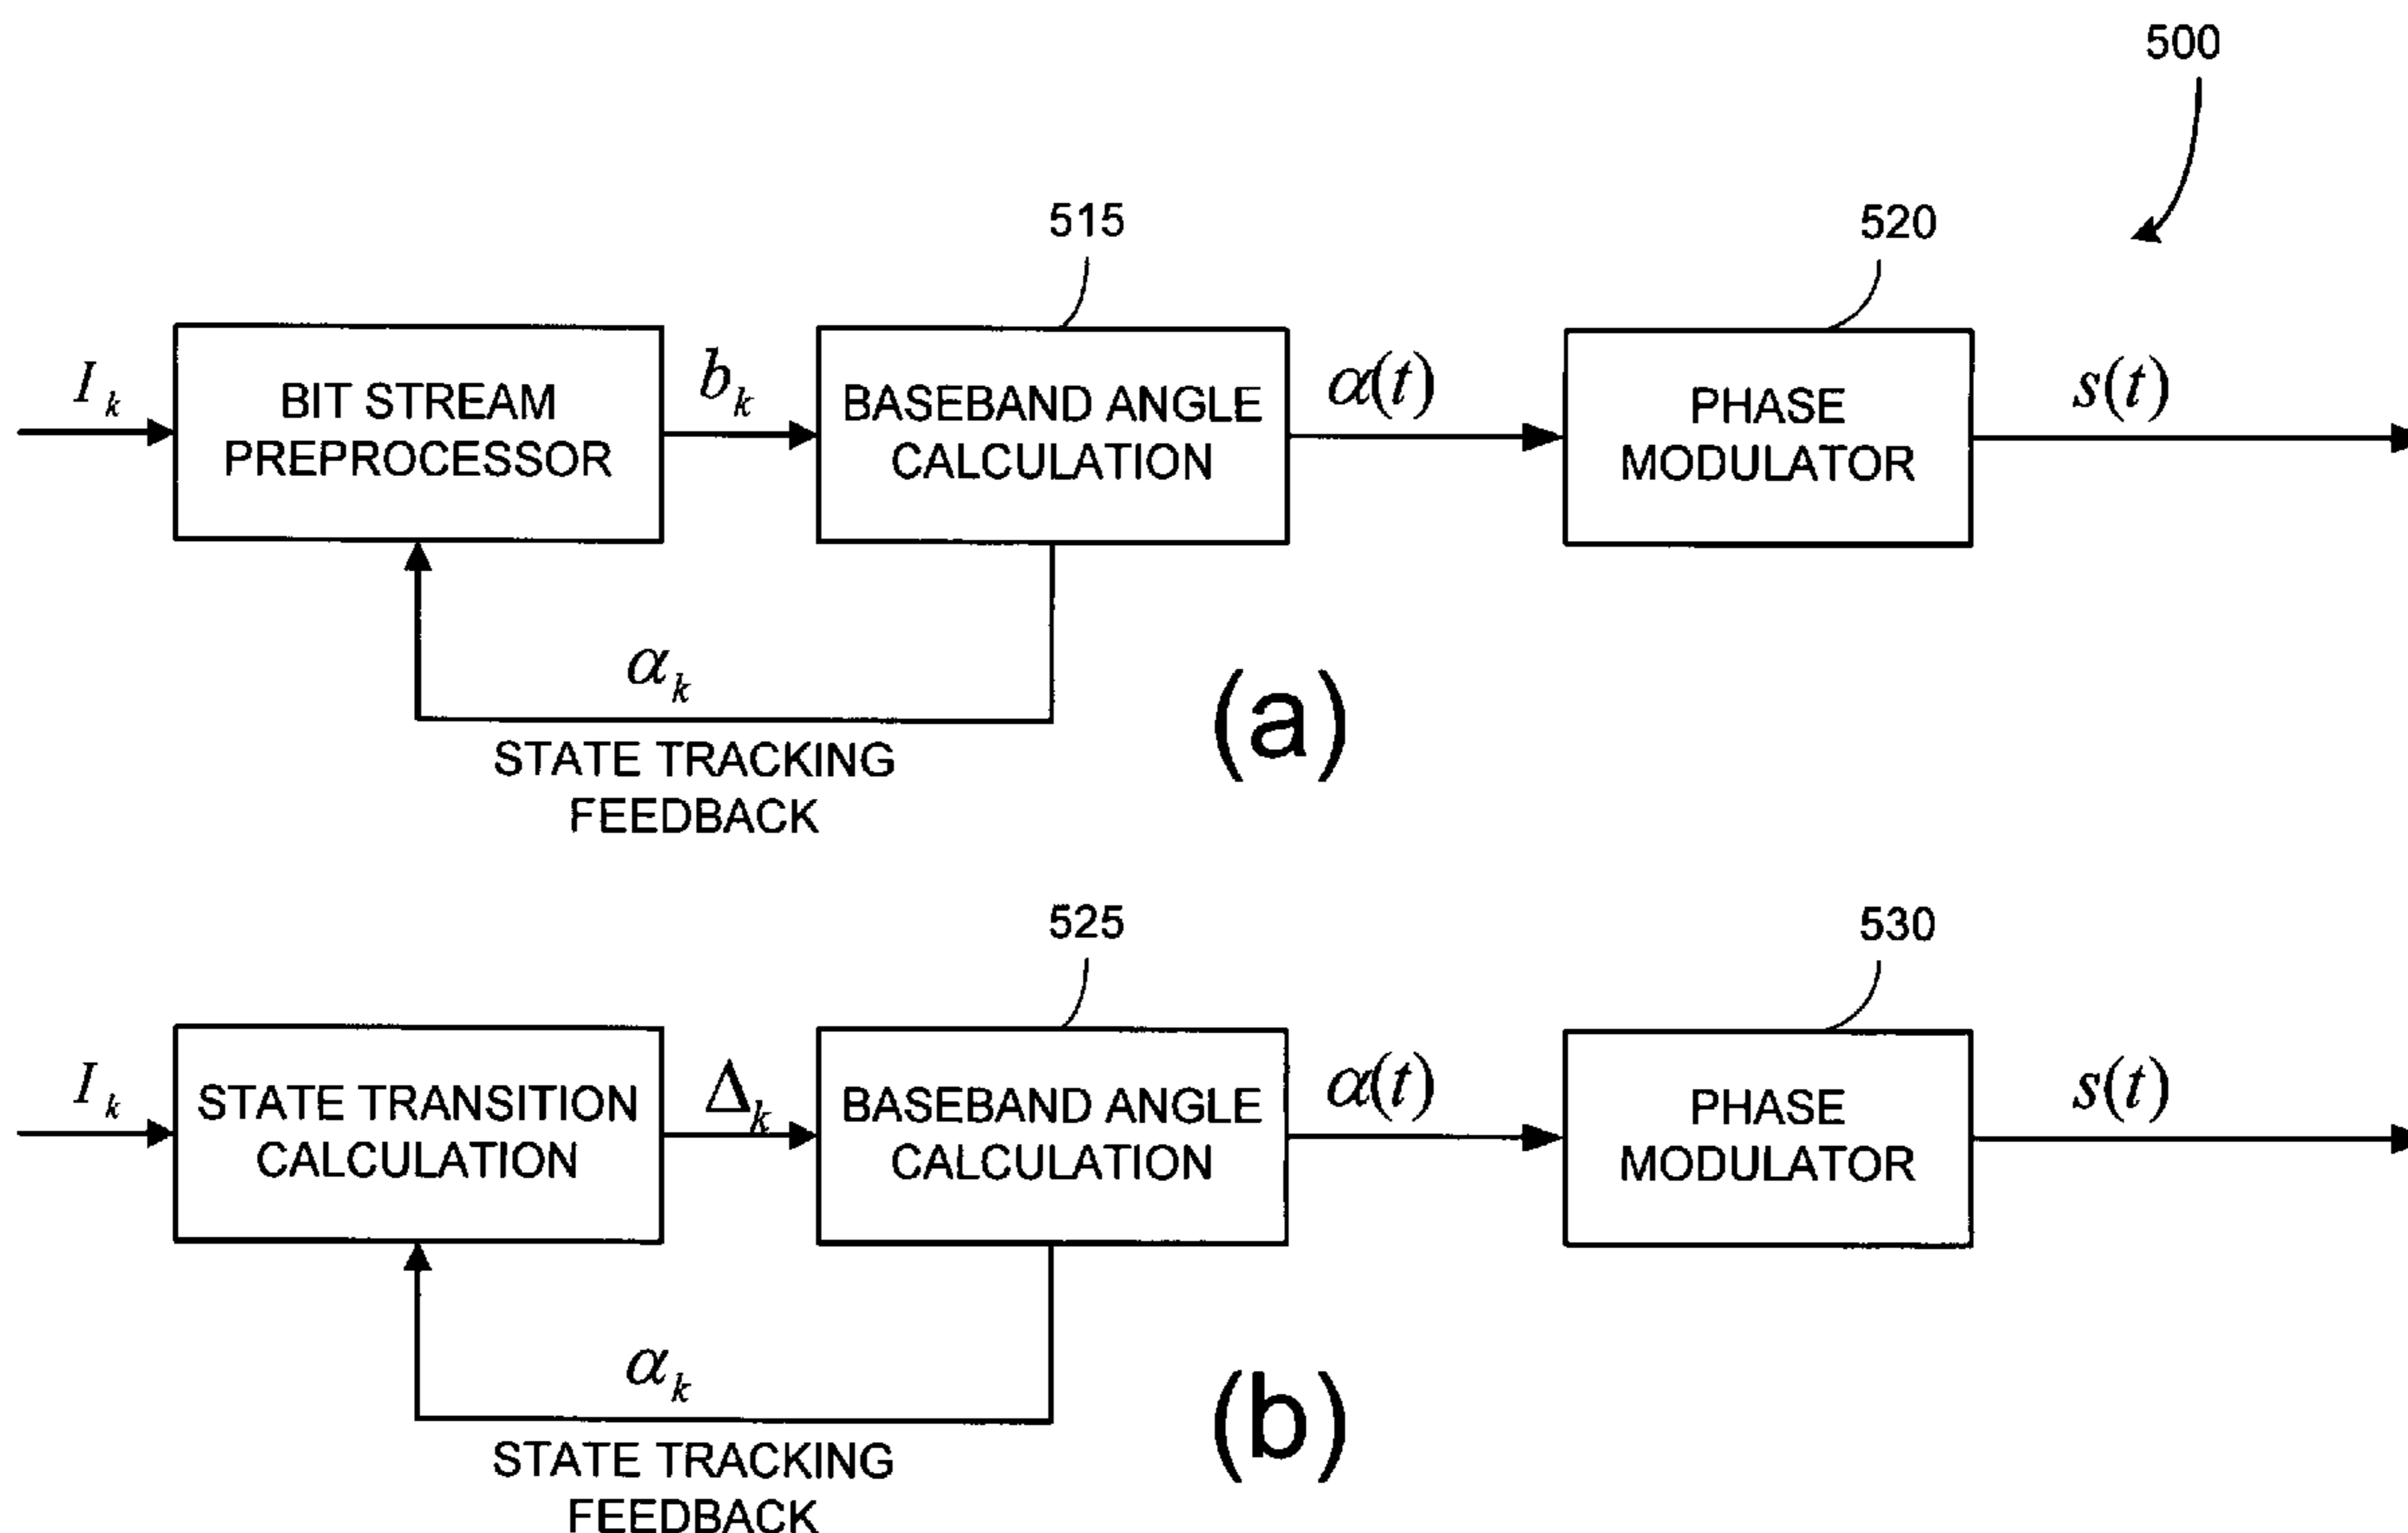 500
515
520
I_k
BIT STREAM
PREPROCESSOR
b_k
BASEBAND ANGLE
CALCULATION
α(t)
PHASE
MODULATOR
s(t)
α_k
STATE TRACKING
FEEDBACK
(a)
525
530
I_k
STATE TRANSITION
CALCULATION
Δ_k
BASEBAND ANGLE
CALCULATION
α(t)
PHASE
MODULATOR
s(t)
α_k
STATE TRACKING
FEEDBACK
(b)